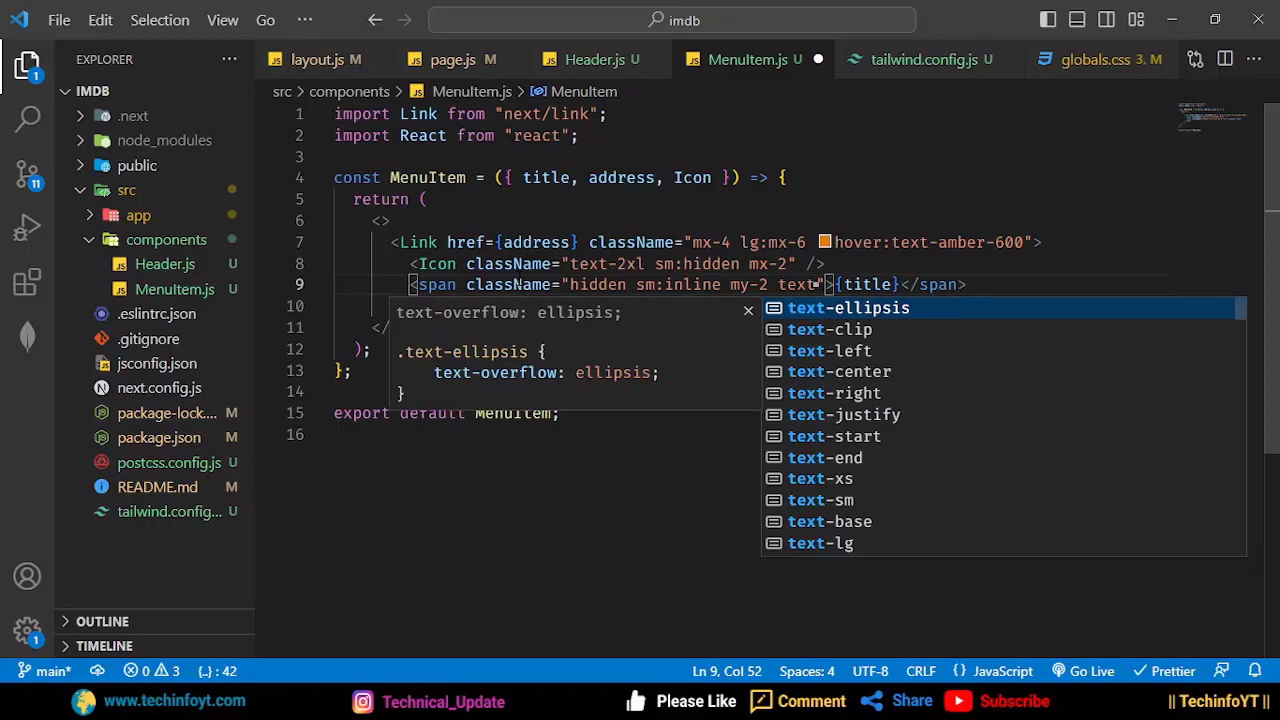 File Edit Selection View Go ··· imdb
EXPLORER ···
layout.js M page.js M Header.js U MenuItem.js U tailwind.config.js U globals.css 3, M ···
IMDB
src > components > MenuItem.js > MenuItem
.next
node_modules
public
src
app
components
Header.js U
MenuItem.js U
.eslintrc.json U
.gitignore
jsconfig.json
next.config.js
package-lock.... M
package.json M
postcss.config.js U
README.md M
tailwind.config... U
OUTLINE
TIMELINE
1
11
1
1 import Link from "next/link";
2 import React from "react";
3
4 const MenuItem = ({ title, address, Icon }) => {
5 return (
6 <>
7 <Link href={address} className="mx-4 lg:mx-6 hover:text-amber-600">
8 <Icon className="text-2xl sm:hidden mx-2" />
9 <span className="hidden sm:inline my-2 text">{title}</span>
10
11 </
12 );
13 };
14
15 export default MenuItem;
16
text-overflow: ellipsis;
.text-ellipsis {
text-overflow: ellipsis;
}
text-ellipsis
text-clip
text-left
text-center
text-right
text-justify
text-start
text-end
text-xs
text-sm
text-base
text-lg
main* 0 3 {..} : 42 Ln 9, Col 52 Spaces: 4 UTF-8 CRLF {} JavaScript Go Live Prettier
www.techinfoyt.com Technical_Update Please Like Comment Share Subscribe || TechinfoYT ||